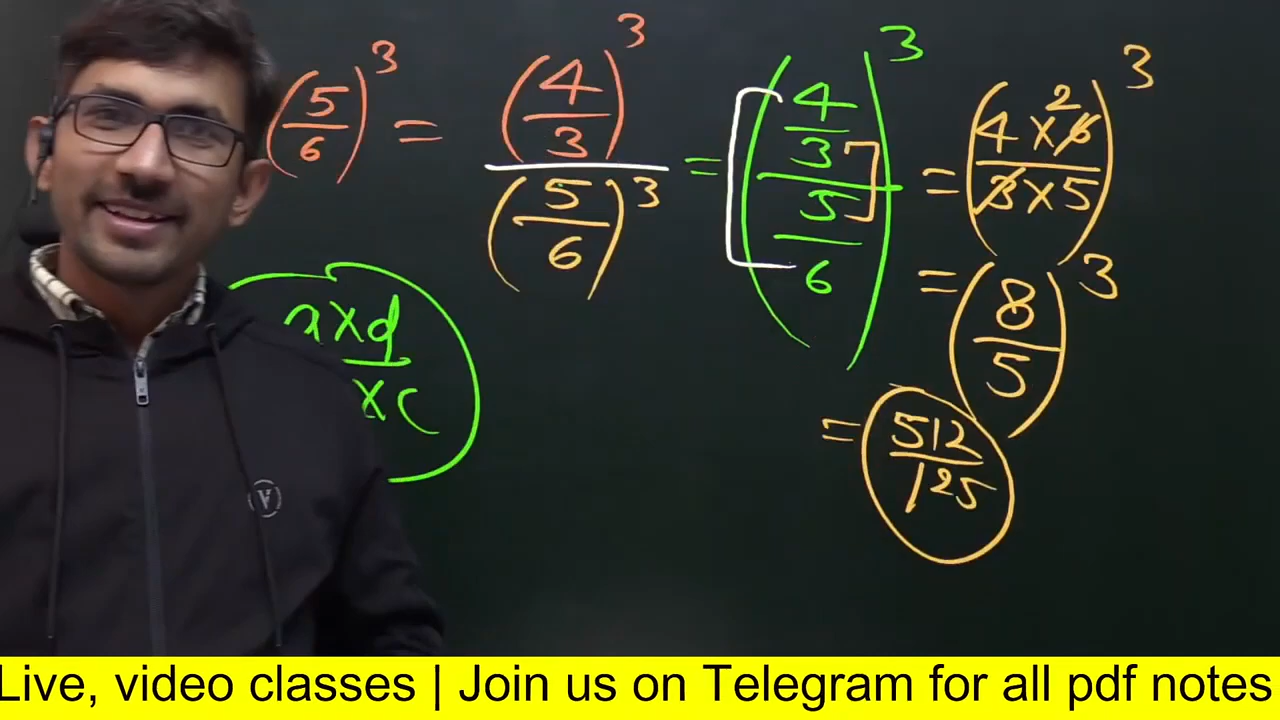 (5/6)^3 = (4/3)^3 / (5/6)^3 = ((4/3) / (5/6))^3 = ((4 × 6 2) / (3 × 5))^3
= (8/5)^3
= 512/125
x d
x c
Live, video classes | Join us on Telegram for all pdf notes